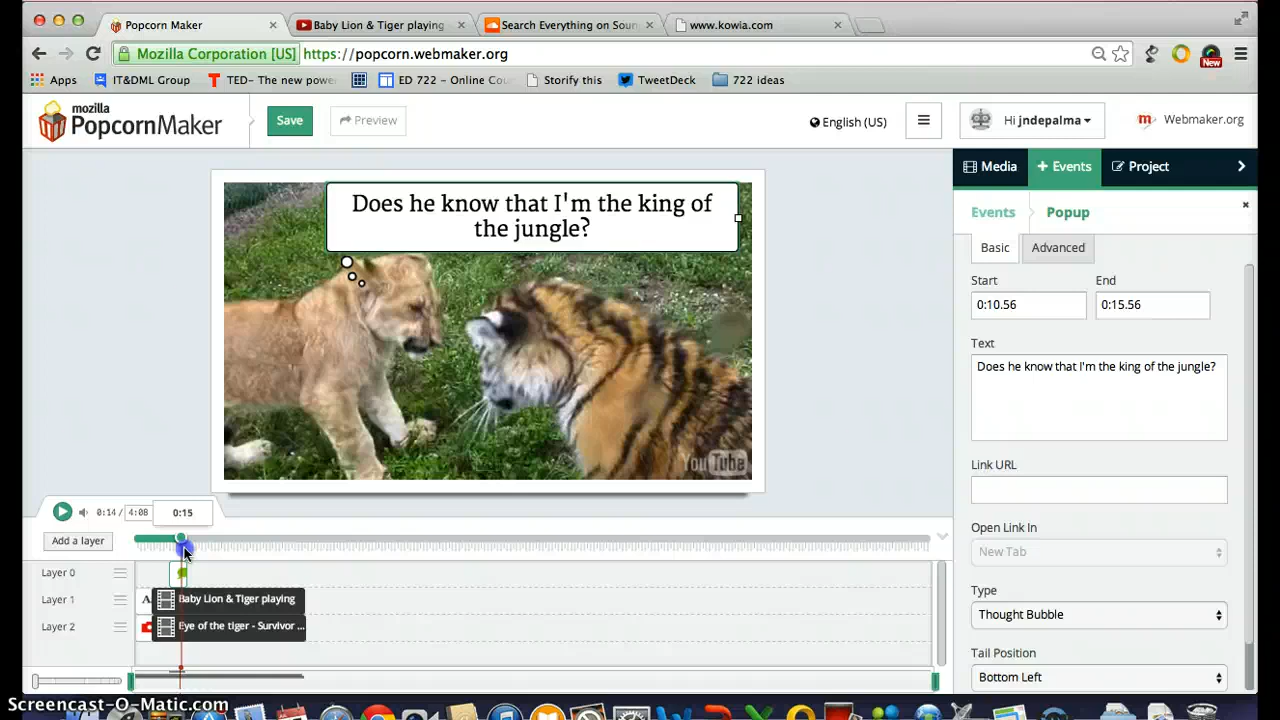 Popcorn Maker
Baby Lion & Tiger playing
Search Everything on Soun
www.kowia.com
Mozilla Corporation [US] https://popcorn.webmaker.org
New
Apps IT&DML Group TED- The new power ED 722 - Online Co Storify this TweetDeck 722 ideas
mozilla
PopcornMaker
Save
Preview
English (US)
Hi jndepalma
Webmaker.org
Media
+ Events
Project
Does he know that I'm the king of
the jungle?
YouTube
Events
Popup
Basic
Advanced
Start
End
0:10.56
0:15.56
Text
Does he know that I'm the king of the jungle?
Link URL
Open Link In
New Tab
Type
Thought Bubble
Tail Position
Bottom Left
0:14 / 4:08
0:15
Add a layer
Layer 0
Layer 1
Baby Lion & Tiger playing
Layer 2
Eye of the tiger - Survivor ...
Screencast-O-Matic.com